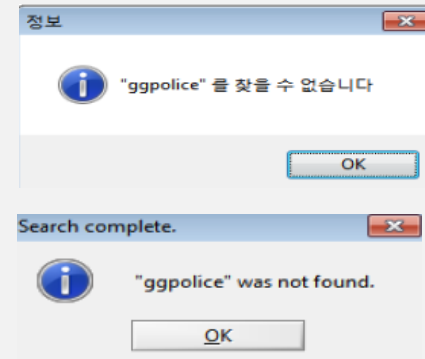 정보
"ggpolice" 를 찾을 수 없습니다
OK
Search complete.
"ggpolice" was not found.
OK